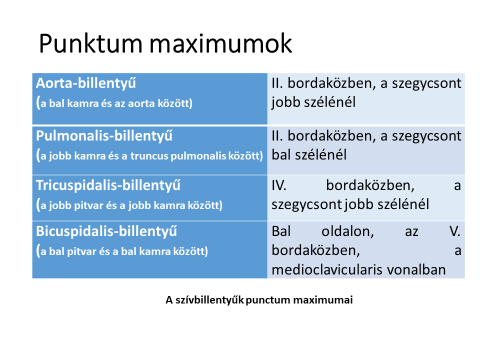 Punktum maximumok
Aorta-billentyű
(a bal kamra és az aorta között)
II. bordaközben, a szegycsont
jobb szélénél
Pulmonalis-billentyű
(a jobb kamra és a truncus pulmonalis között)
II. bordaközben, a szegycsont
bal szélénél
Tricuspidalis-billentyű
(a jobb pitvar és a jobb kamra között)
IV. bordaközben, a
szegycsont jobb szélénél
Bicuspidalis-billentyű
(a bal pitvar és a bal kamra között)
Bal oldalon, az V.
bordaközben, a
medioclavicularis vonalban
A szívbillentyűk punctum maximumai